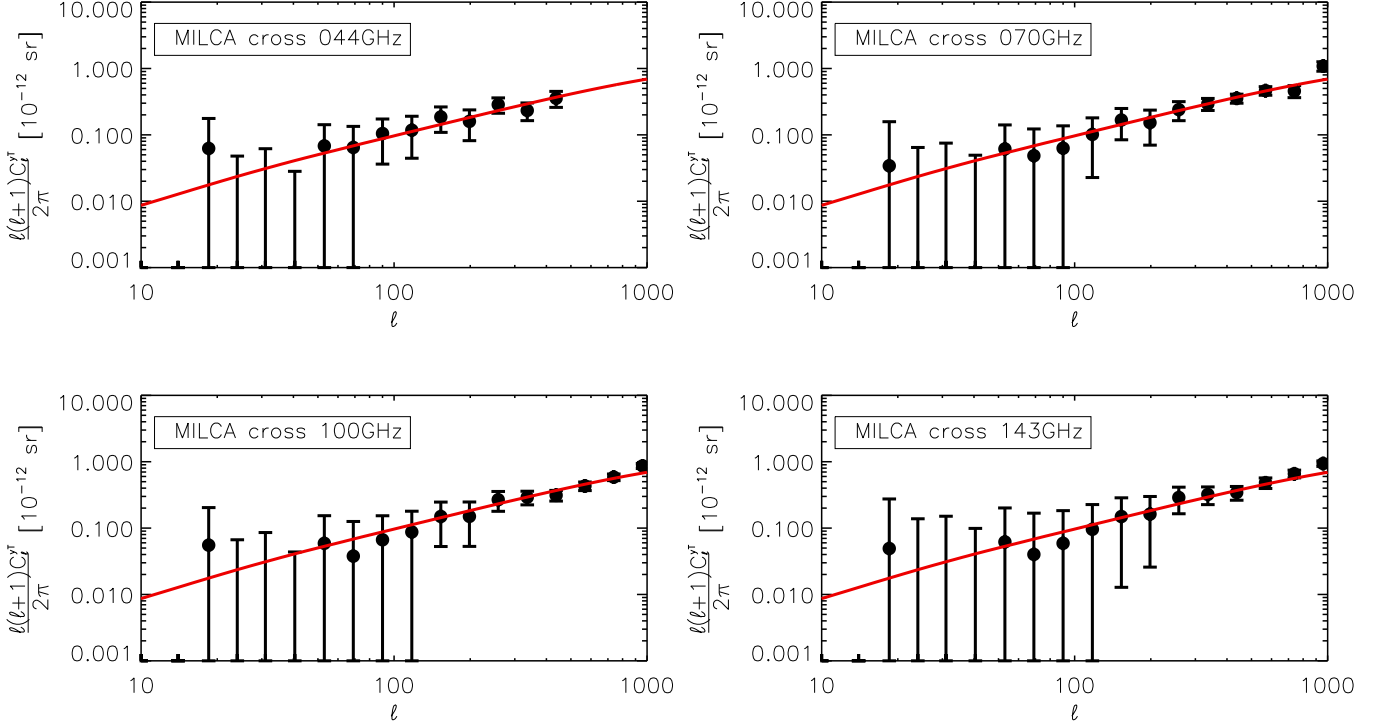 MILCA cross 044GHz
10.000
1.000
0.100
0.010
0.001
ℓ(ℓ+1)C_ℓ^{yT}/2π [10⁻¹² sr]
10 100 1000
ℓ
MILCA cross 070GHz
10.000
1.000
0.100
0.010
0.001
ℓ(ℓ+1)C_ℓ^{yT}/2π [10⁻¹² sr]
10 100 1000
ℓ
MILCA cross 100GHz
10.000
1.000
0.100
0.010
0.001
ℓ(ℓ+1)C_ℓ^{yT}/2π [10⁻¹² sr]
10 100 1000
ℓ
MILCA cross 143GHz
10.000
1.000
0.100
0.010
0.001
ℓ(ℓ+1)C_ℓ^{yT}/2π [10⁻¹² sr]
10 100 1000
ℓ